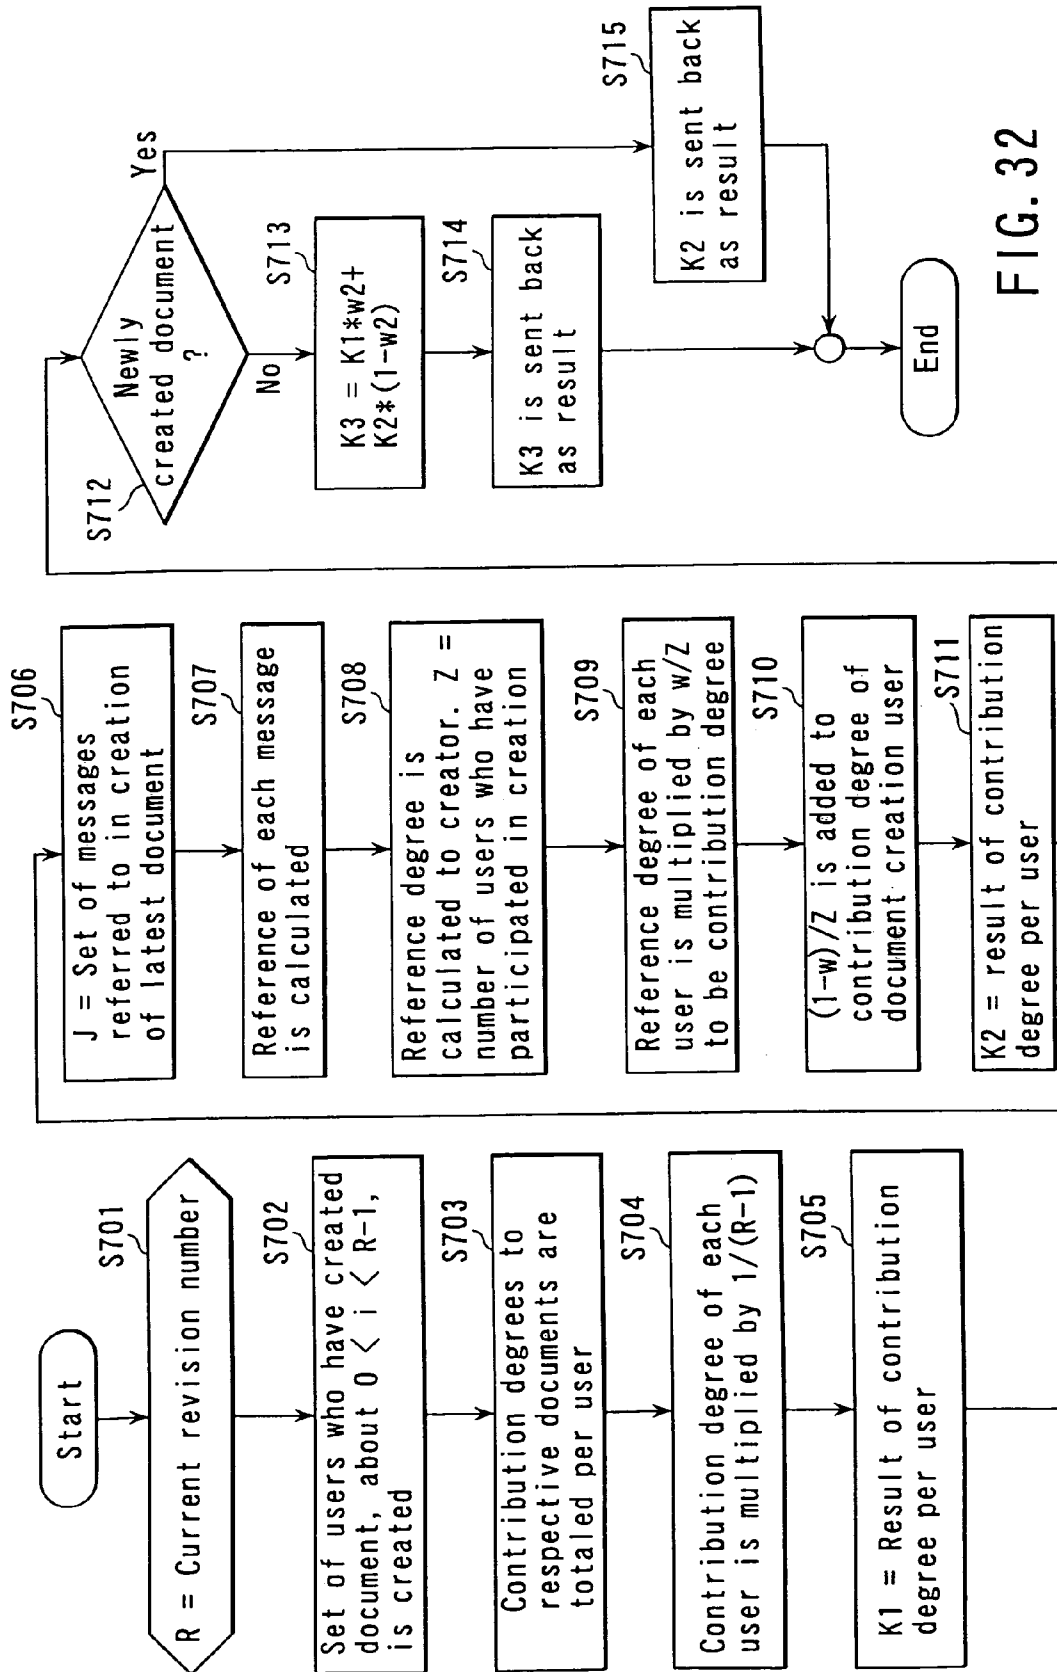 Start
S701
R = Current revision number
S702
Set of users who have created
document, about 0 < i < R-1,
is created
S703
Contribution degrees to
respective documents are
totaled per user
S704
Contribution degree of each
user is multiplied by 1/(R-1)
S705
K1 = Result of contribution
degree per user
S706
J = Set of messages
referred to in creation
of latest document
S707
Reference of each message
is calculated
S708
Reference degree is
calculated to creator. Z =
number of users who have
participated in creation
S709
Reference degree of each
user is multiplied by w/Z
to be contribution degree
S710
(1-w)/Z is added to
contribution degree of
document creation user
S711
K2 = result of contribution
degree per user
S712
Newly
created document
?
Yes
No
S713
K3 = K1*w2+
K2*(1-w2)
S714
K3 is sent back
as result
S715
K2 is sent back
as result
End
FIG. 32